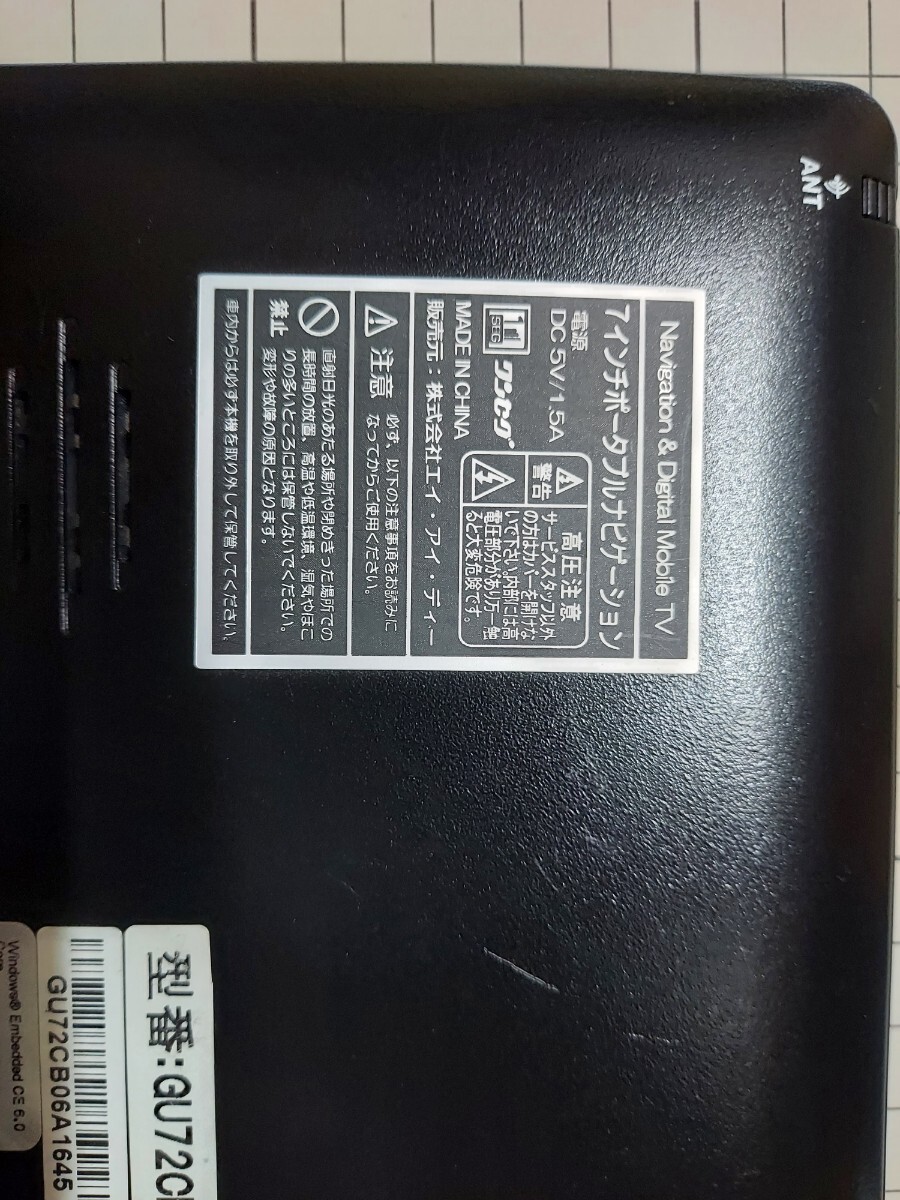 ANT
Navigation & Digital Mobile TV
7インチポータブルナビゲーション
電源
DC 5V/1.5A
1
SEG
ワンセグ
警告
高圧注意
サービススタッフ以外
の方はカバーを開けな
いで下さい。内部には高
電圧部分があり万一触
ると大変危険です。
MADE IN CHINA
販売元：株式会社エイ・アイ・ディー
注意
必ず、以下の注意事項をお読みに
なってからご使用ください。
禁止
直射日光のあたる場所や閉めきった場所での
長時間の放置、高温や低温環境、湿気やほこ
りの多いところには保管しないでください。
変形や故障の原因となります。
車内からは必ず本機を取り外して保管してください。
型番:GU72C
GU72CB06A1645
Windows® Embedded CE 6.0